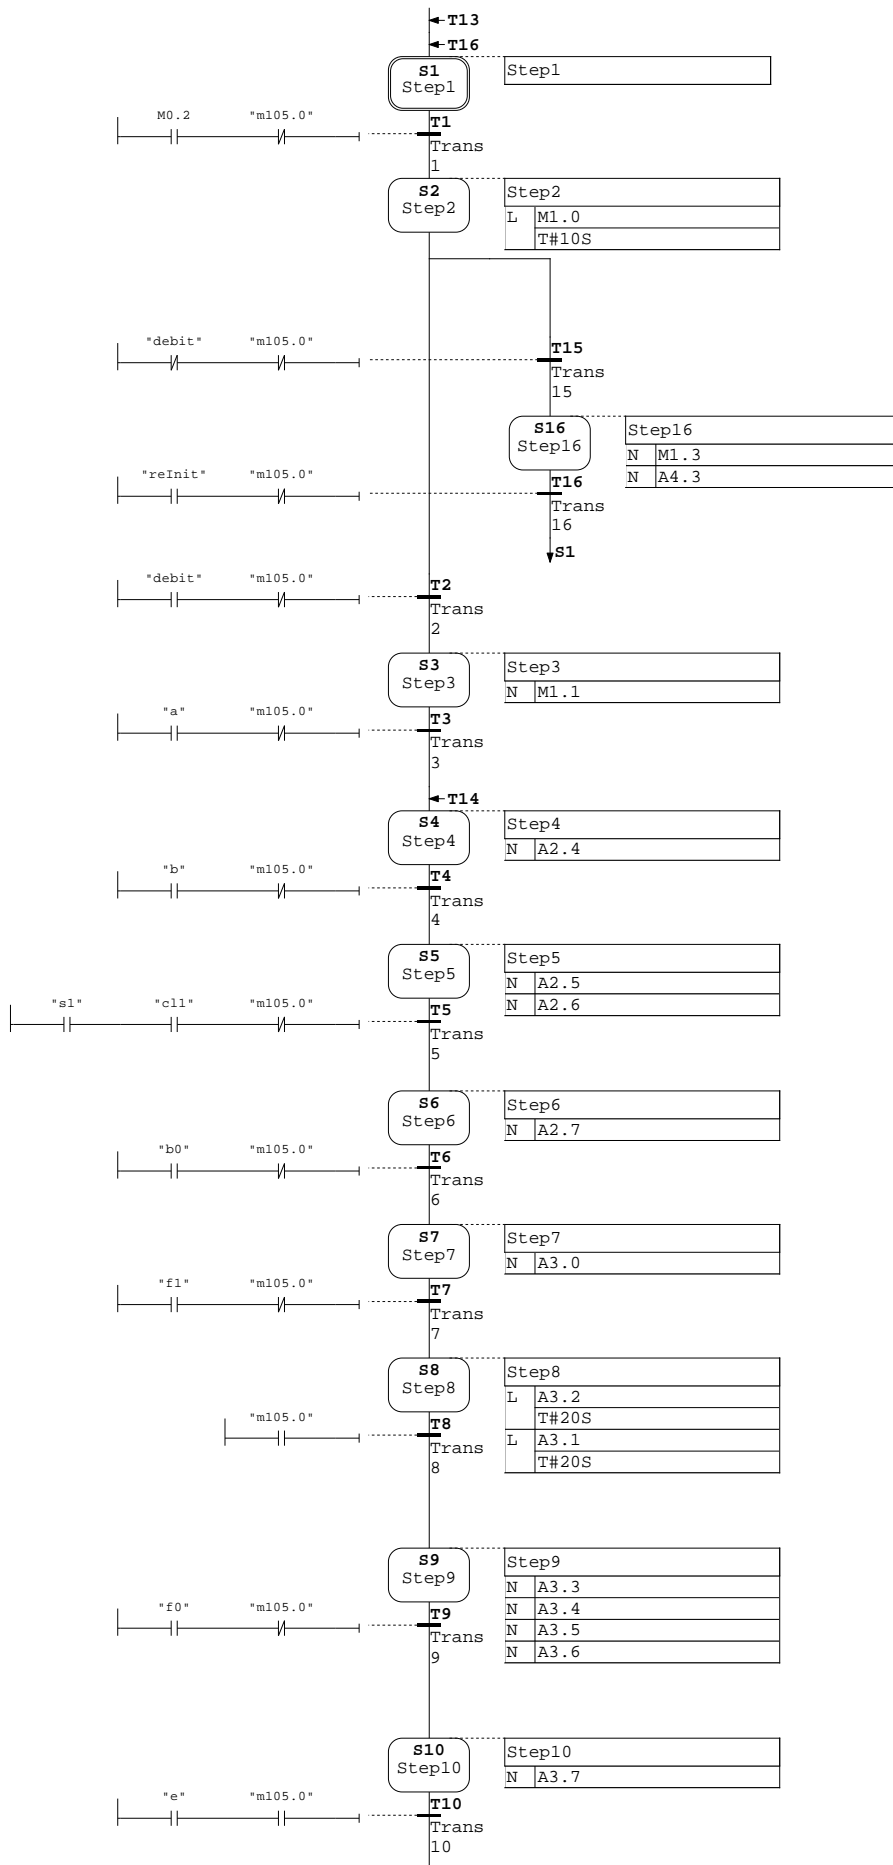 T13
T16
S1
Step1
Step1
M0.2 "m105.0"
T1
Trans
1
S2
Step2
Step2
L M1.0
T#10S
"debit" "m105.0"
T15
Trans
15
S16
Step16
Step16
N M1.3
N A4.3
"reInit" "m105.0"
T16
Trans
16
S1
"debit" "m105.0"
T2
Trans
2
S3
Step3
Step3
N M1.1
"a" "m105.0"
T3
Trans
3
T14
S4
Step4
Step4
N A2.4
"b" "m105.0"
T4
Trans
4
S5
Step5
Step5
N A2.5
N A2.6
"s1" "cl1" "m105.0"
T5
Trans
5
S6
Step6
Step6
N A2.7
"b0" "m105.0"
T6
Trans
6
S7
Step7
Step7
N A3.0
"f1" "m105.0"
T7
Trans
7
S8
Step8
Step8
L A3.2
T#20S
L A3.1
T#20S
"m105.0"
T8
Trans
8
S9
Step9
Step9
N A3.3
N A3.4
N A3.5
N A3.6
"f0" "m105.0"
T9
Trans
9
S10
Step10
Step10
N A3.7
"e" "m105.0"
T10
Trans
10